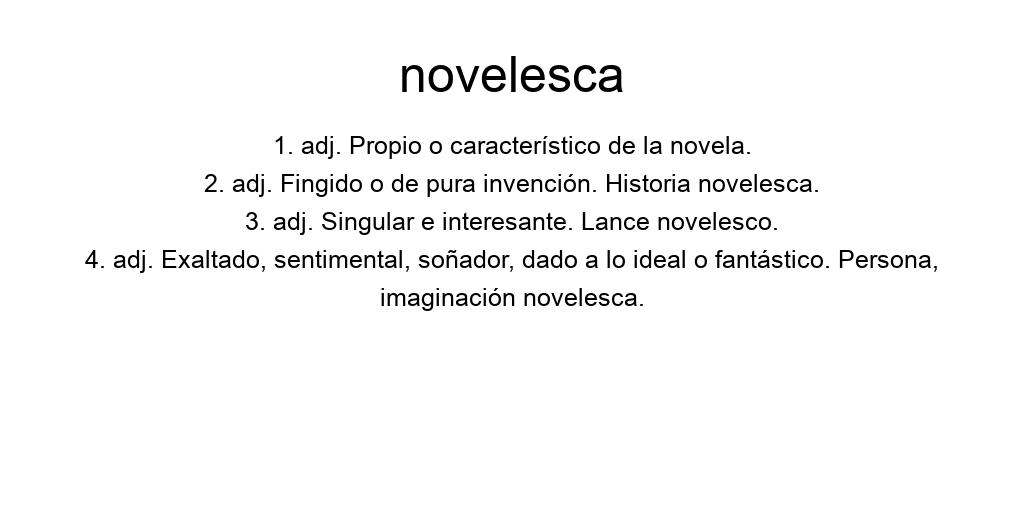 novelesca
1. adj. Propio o característico de la novela.
2. adj. Fingido o de pura invención. Historia novelesca.
3. adj. Singular e interesante. Lance novelesco.
4. adj. Exaltado, sentimental, soñador, dado a lo ideal o fantástico. Persona,
imaginación novelesca.